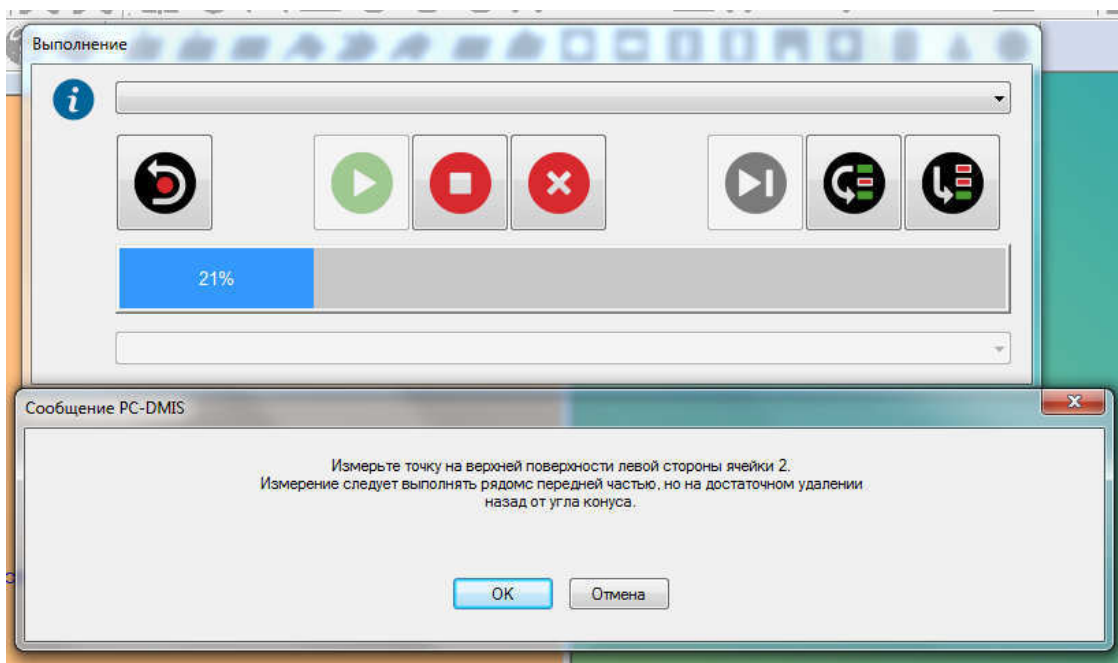 Выполнение
21%
Сообщение PC-DMIS
Измерьте точку на верхней поверхности левой стороны ячейки 2.
Измерение следует выполнять рядомс передней частью, но на достаточном удалении
назад от угла конуса.
OK
Отмена